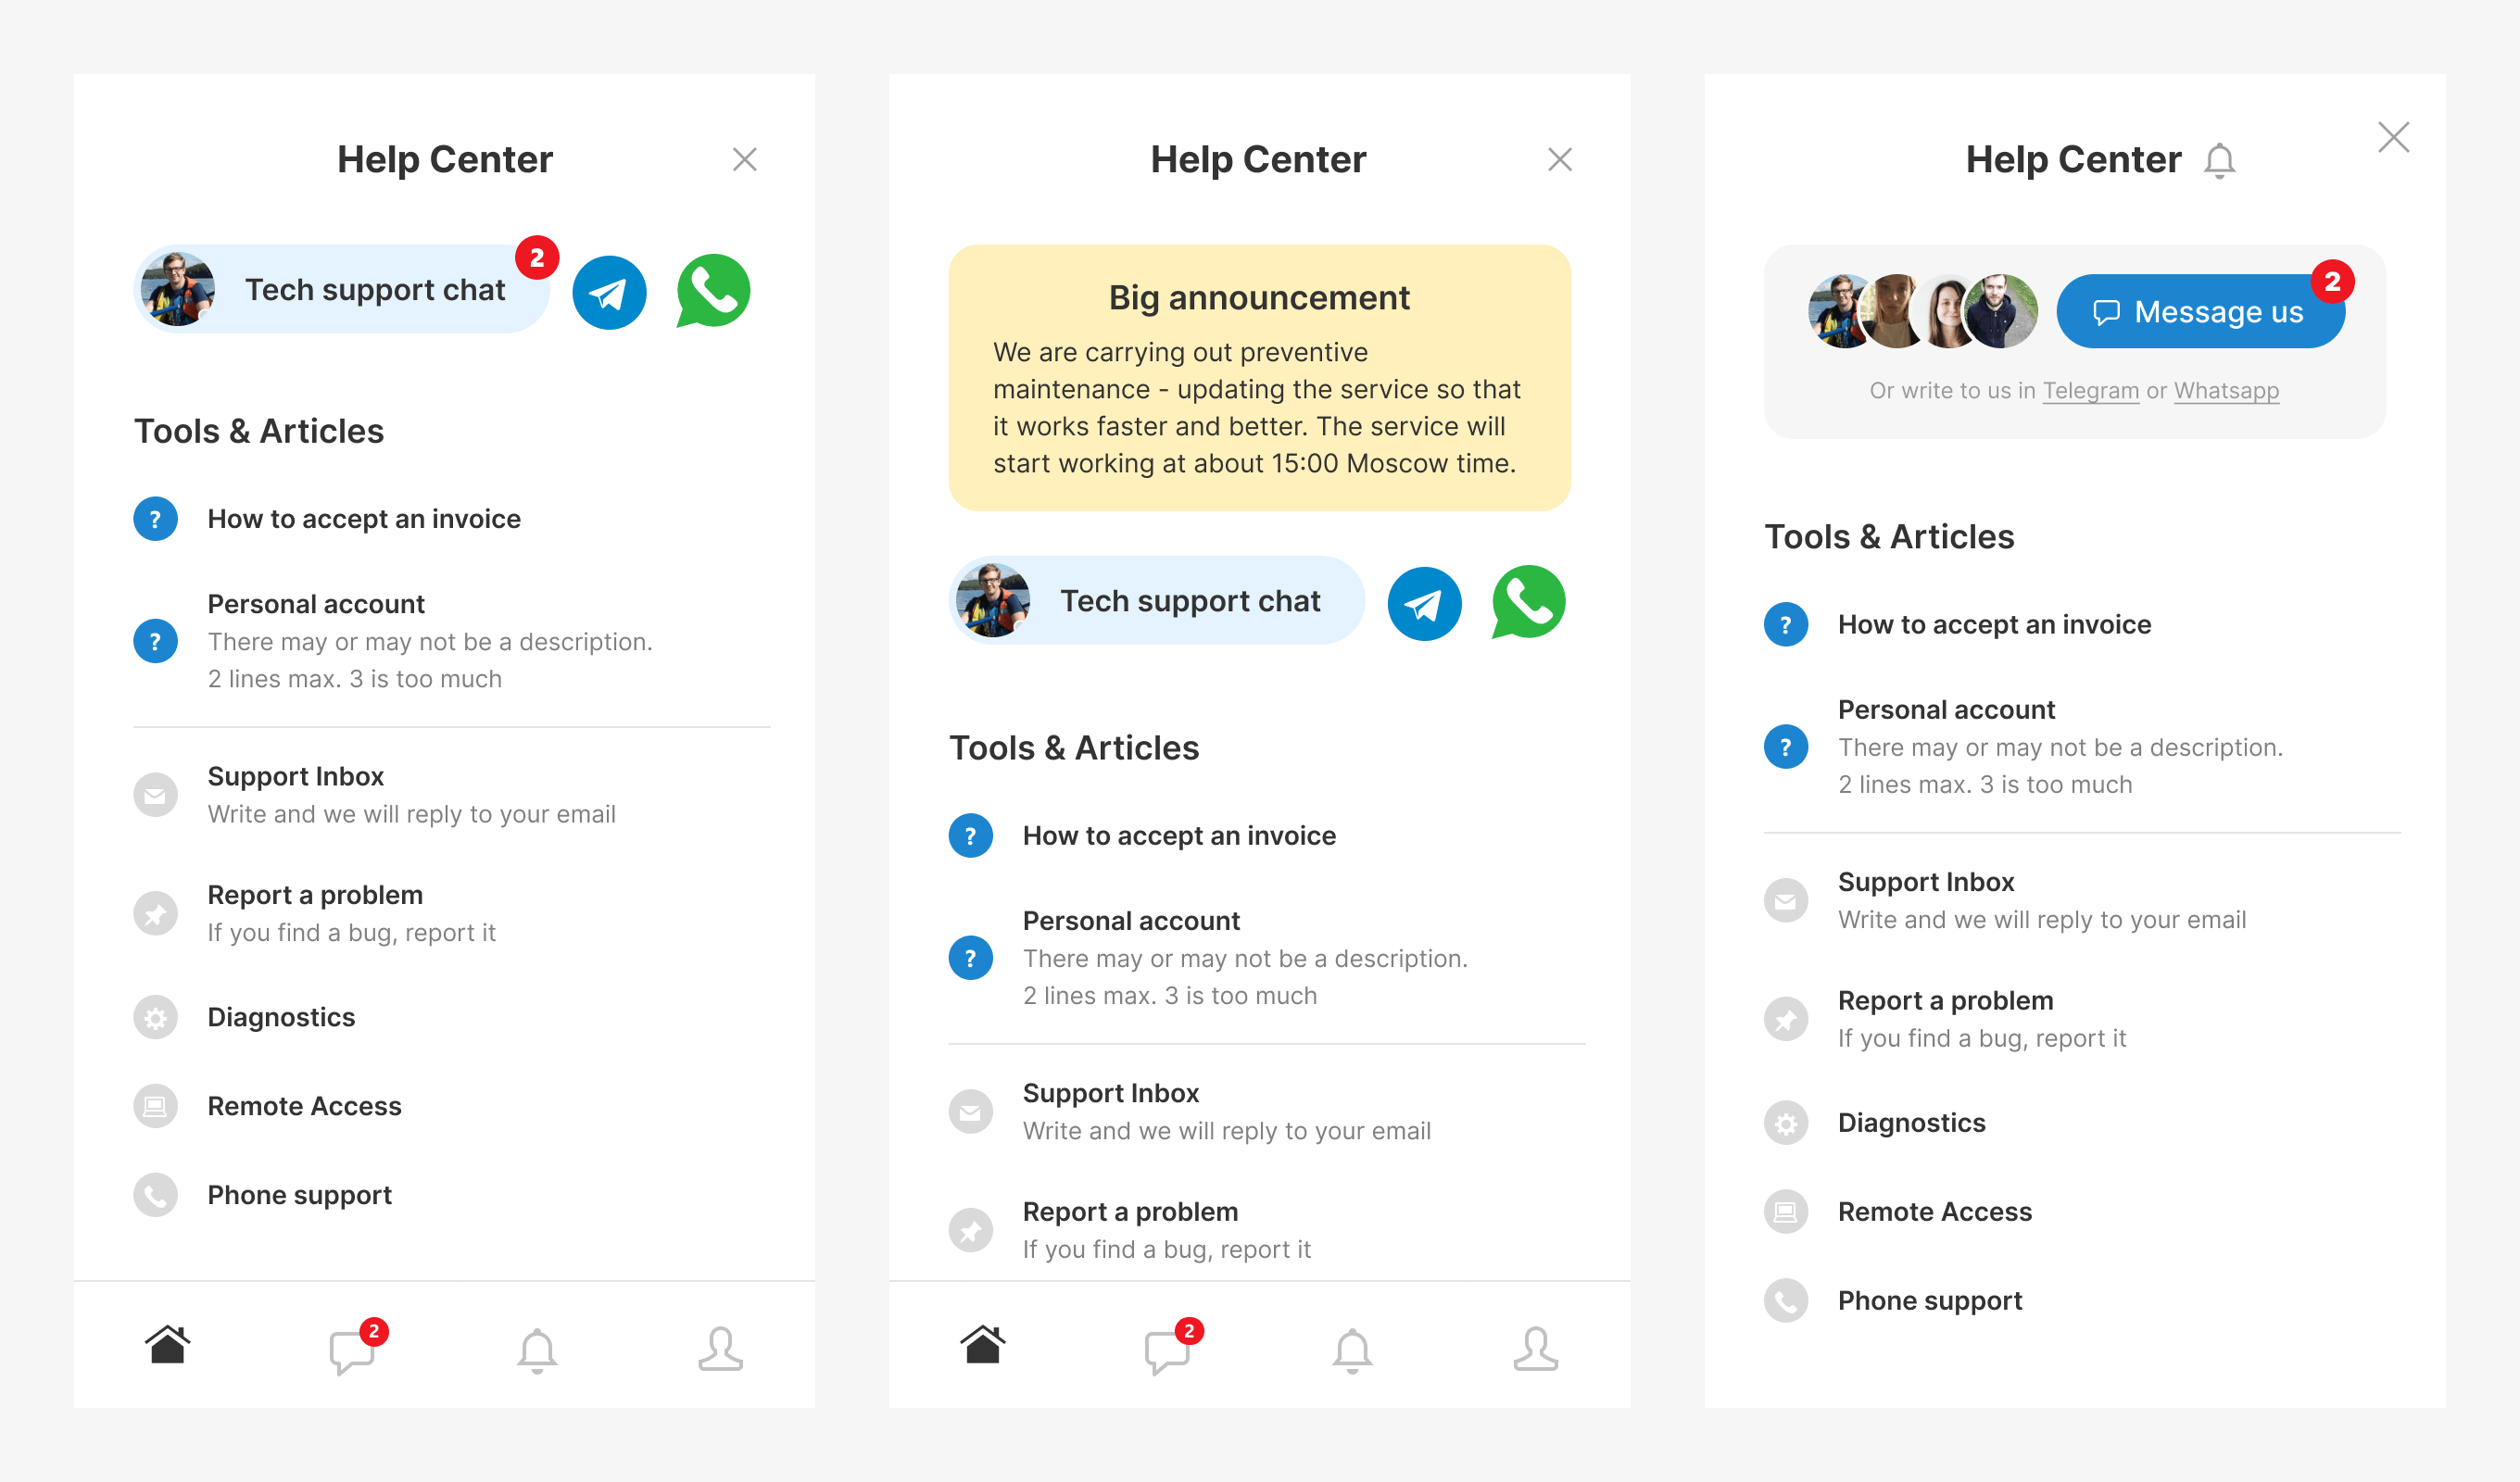 Help Center
Tech support chat
2
Tools & Articles
? How to accept an invoice
Personal account
? There may or may not be a description.
2 lines max. 3 is too much
Support Inbox
Write and we will reply to your email
Report a problem
If you find a bug, report it
Diagnostics
Remote Access
Phone support
2
Help Center
Big announcement
We are carrying out preventive
maintenance - updating the service so that
it works faster and better. The service will
start working at about 15:00 Moscow time.
Tech support chat
Tools & Articles
? How to accept an invoice
Personal account
? There may or may not be a description.
2 lines max. 3 is too much
Support Inbox
Write and we will reply to your email
Report a problem
If you find a bug, report it
2
Help Center
Message us
2
Or write to us in Telegram or Whatsapp
Tools & Articles
? How to accept an invoice
Personal account
? There may or may not be a description.
2 lines max. 3 is too much
Support Inbox
Write and we will reply to your email
Report a problem
If you find a bug, report it
Diagnostics
Remote Access
Phone support